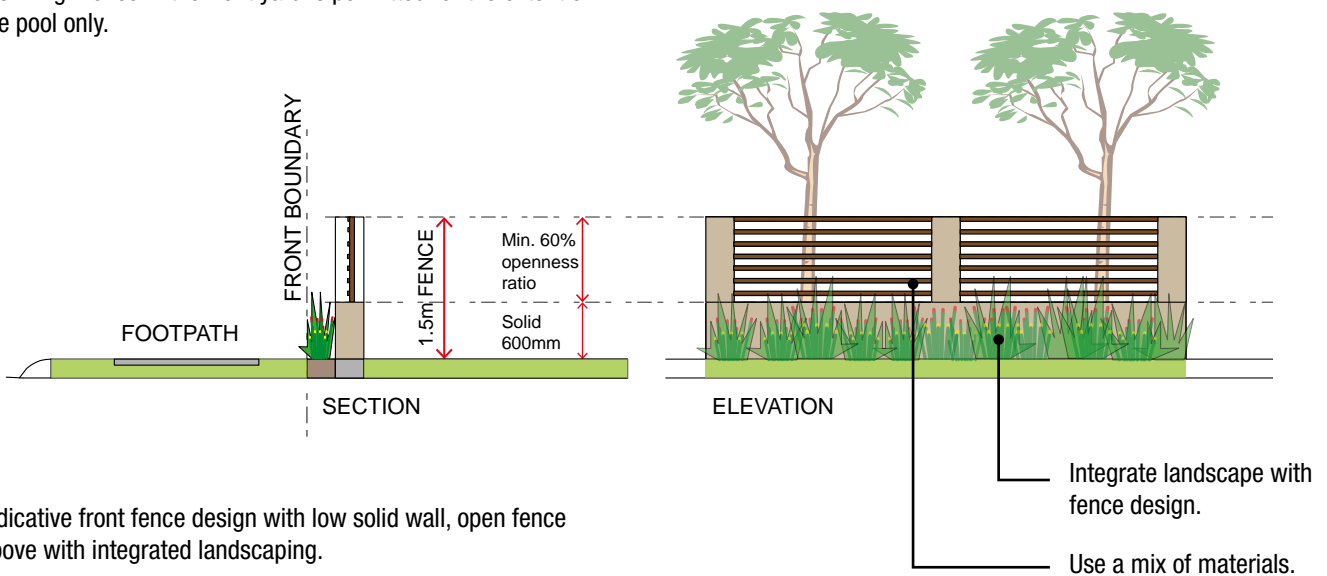 e pool only.
FRONT BOUNDARY
FOOTPATH
1.5m FENCE
Min. 60%
openness
ratio
Solid
600mm
SECTION
ELEVATION
Integrate landscape with
fence design.
Use a mix of materials.
dicative front fence design with low solid wall, open fence
ove with integrated landscaping.